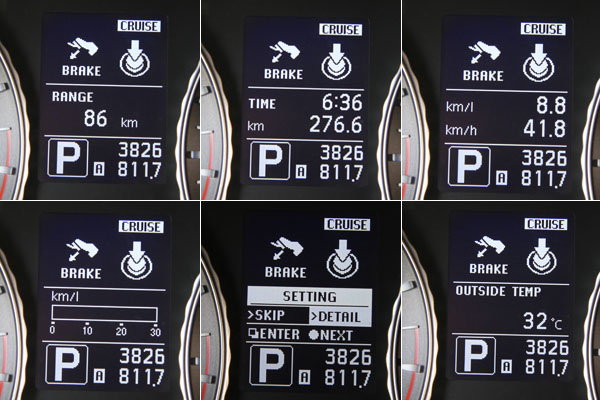 CRUISE
BRAKE
RANGE
86 km
P 3826
A 811.7
CRUISE
BRAKE
TIME 6:36
km 276.6
P 3826
A 811.7
CRUISE
BRAKE
km/l 8.8
km/h 41.8
P 3826
A 811.7
CRUISE
BRAKE
km/l
0 10 20 30
P 3826
A 811.7
CRUISE
BRAKE
SETTING
>SKIP >DETAIL
ENTER NEXT
P 3826
A 811.7
CRUISE
BRAKE
OUTSIDE TEMP
32 °C
P 3826
A 811.7